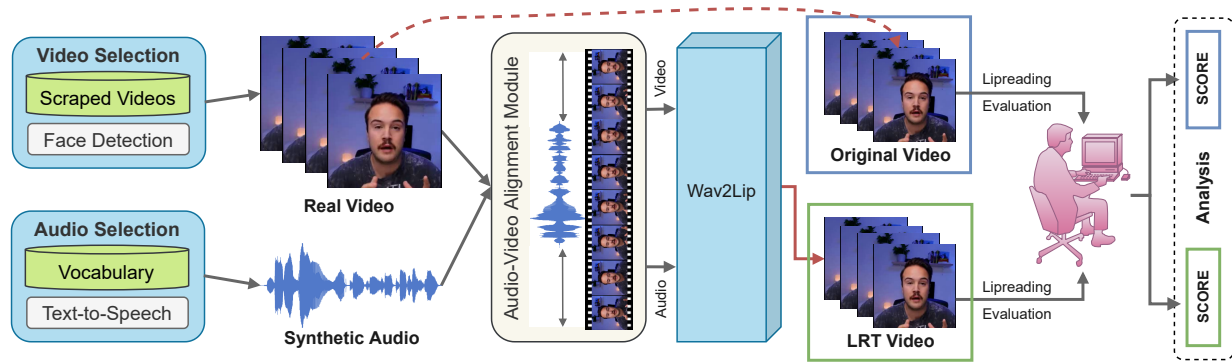 Video Selection
Scraped Videos
Face Detection
Real Video
Audio Selection
Vocabulary
Text-to-Speech
Synthetic Audio
Audio-Video Alignment Module
Video
Audio
Wav2Lip
Original Video
LRT Video
Lipreading
Evaluation
Lipreading
Evaluation
SCORE
Analysis
SCORE